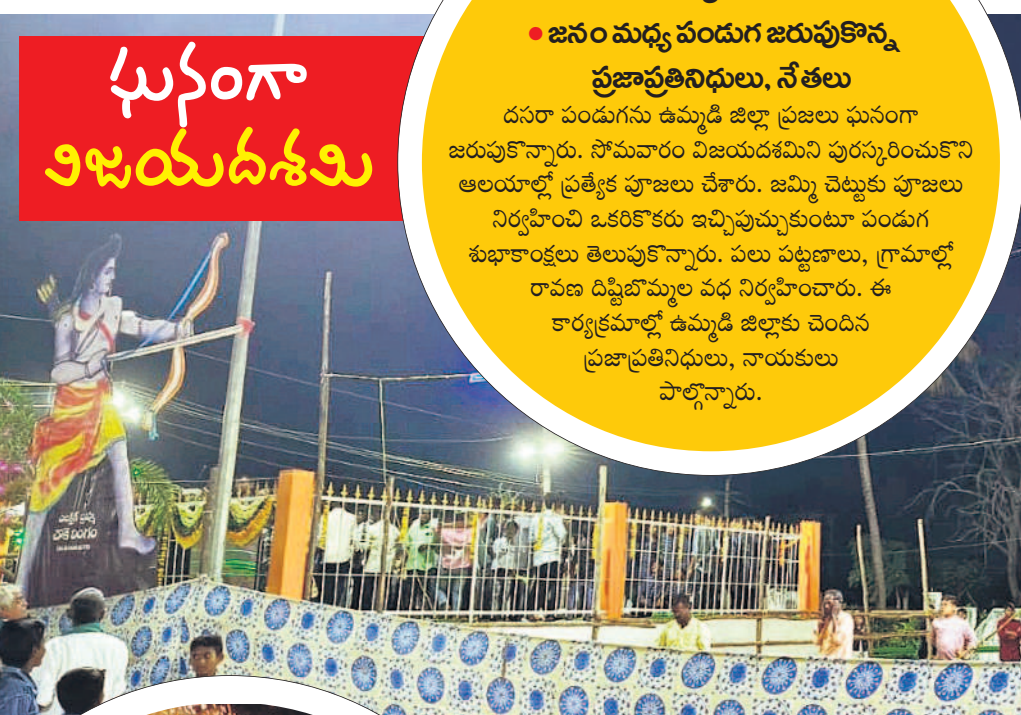 ఘనంగా
విజయదశమి
• జనం మధ్య పండుగ జరుపుకొన్న
ప్రజాప్రతినిధులు, నేతలు
దసరా పండుగను ఉమ్మడి జిల్లా ప్రజలు ఘనంగా
జరుపుకొన్నారు. సోమవారం విజయదశమిని పురస్కరించుకొని
ఆలయాల్లో ప్రత్యేక పూజలు చేశారు. జమ్మి చెట్టుకు పూజలు
నిర్వహించి ఒకరికొకరు ఇచ్చిపుచ్చుకుంటూ పండుగ
శుభాకాంక్షలు తెలుపుకొన్నారు. పలు పట్టణాలు, గ్రామాల్లో
రావణ దిష్టిబొమ్మల వధ నిర్వహించారు. ఈ
కార్యక్రమాల్లో ఉమ్మడి జిల్లాకు చెందిన
ప్రజాప్రతినిధులు, నాయకులు
పాల్గొన్నారు.